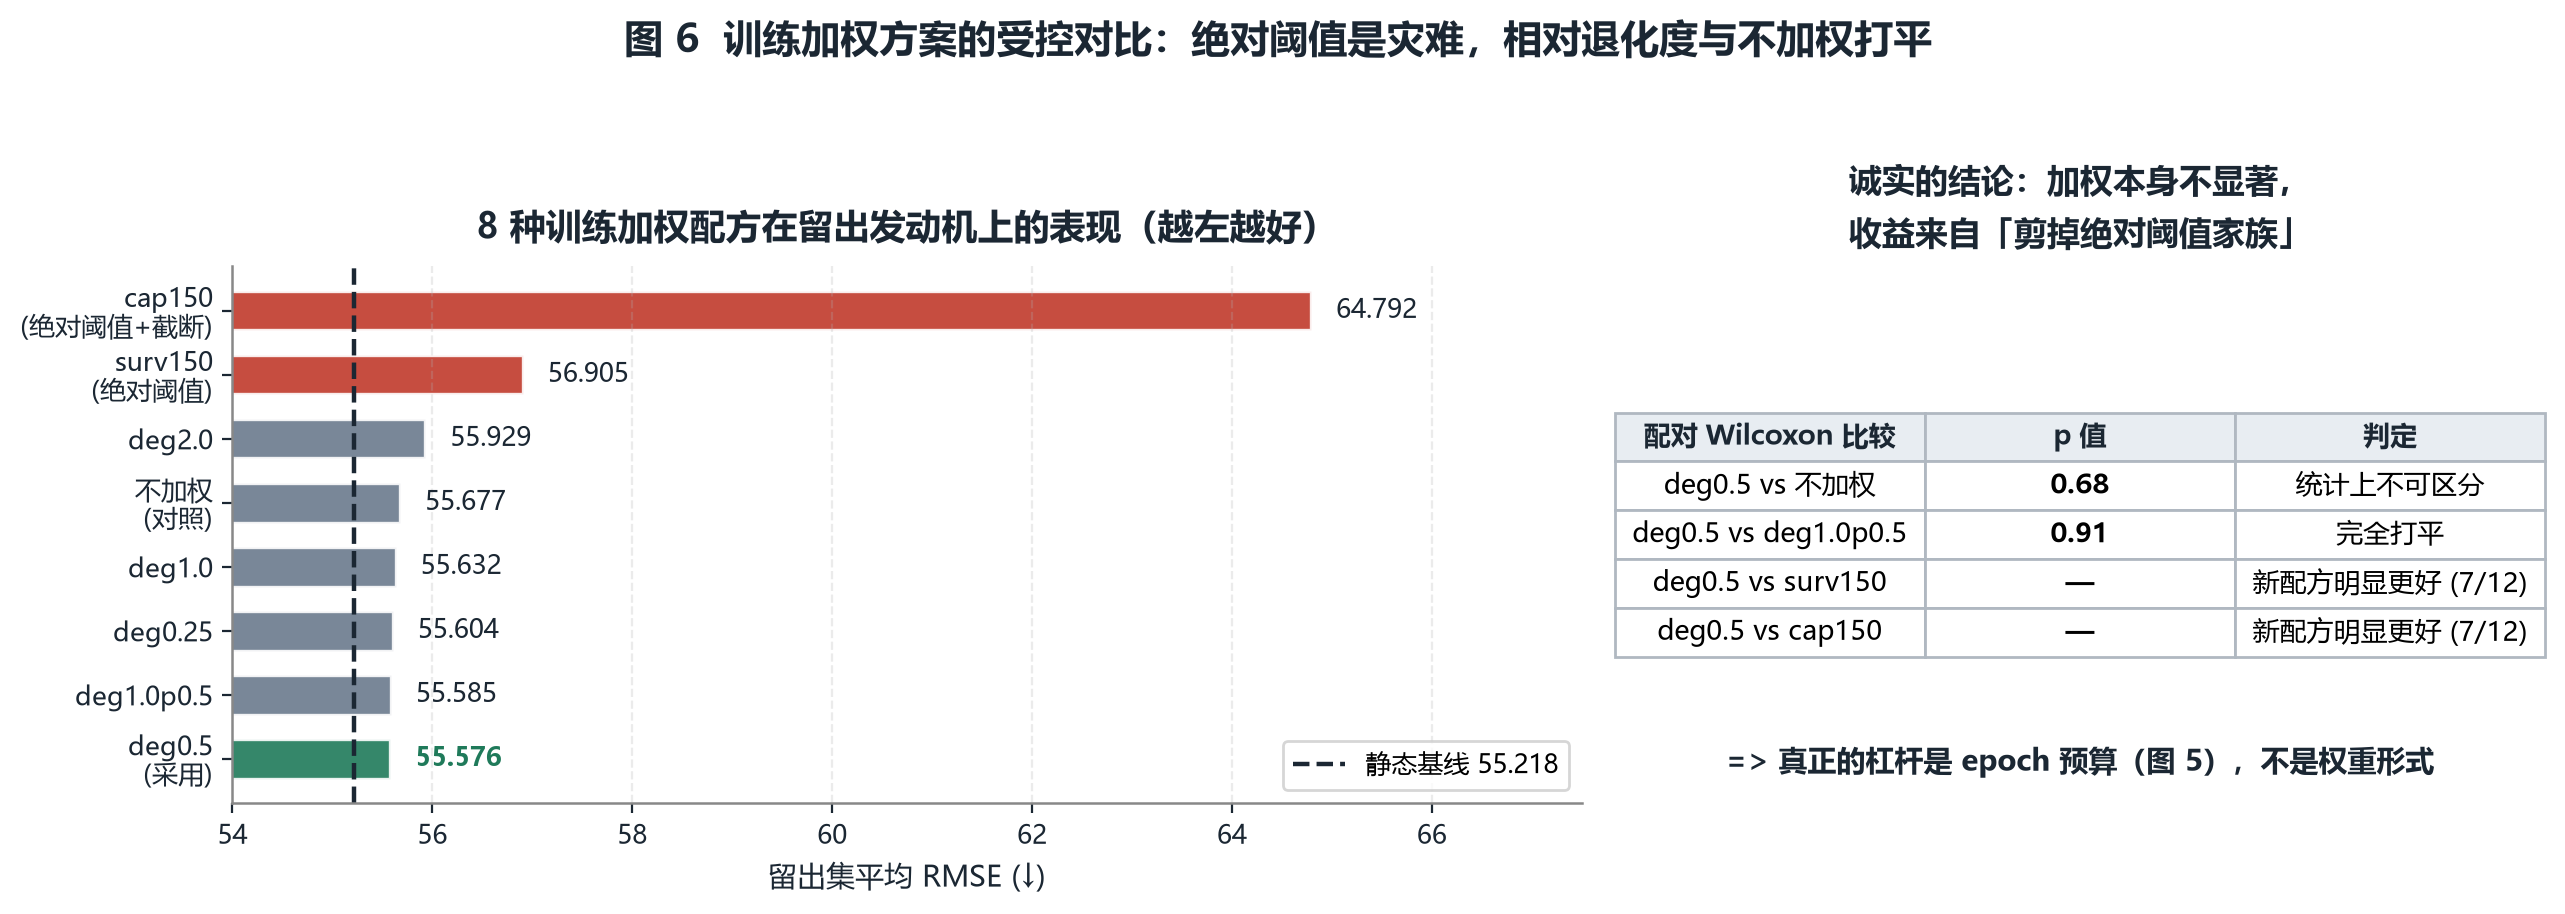 图 6 训练加权方案的受控对比：绝对阈值是灾难，相对退化度与不加权打平
8 种训练加权配方在留出发动机上的表现（越左越好）
cap150
(绝对阈值+截断)
64.792
surv150
(绝对阈值)
56.905
deg2.0
55.929
不加权
(对照)
55.677
deg1.0
55.632
deg0.25
55.604
deg1.0p0.5
55.585
deg0.5
(采用)
55.576
静态基线 55.218
54 56 58 60 62 64 66
留出集平均 RMSE (↓)
诚实的结论：加权本身不显著，
收益来自「剪掉绝对阈值家族」
配对 Wilcoxon 比较 p 值 判定
deg0.5 vs 不加权 0.68 统计上不可区分
deg0.5 vs deg1.0p0.5 0.91 完全打平
deg0.5 vs surv150 — 新配方明显更好 (7/12)
deg0.5 vs cap150 — 新配方明显更好 (7/12)
=> 真正的杠杆是 epoch 预算（图 5），不是权重形式